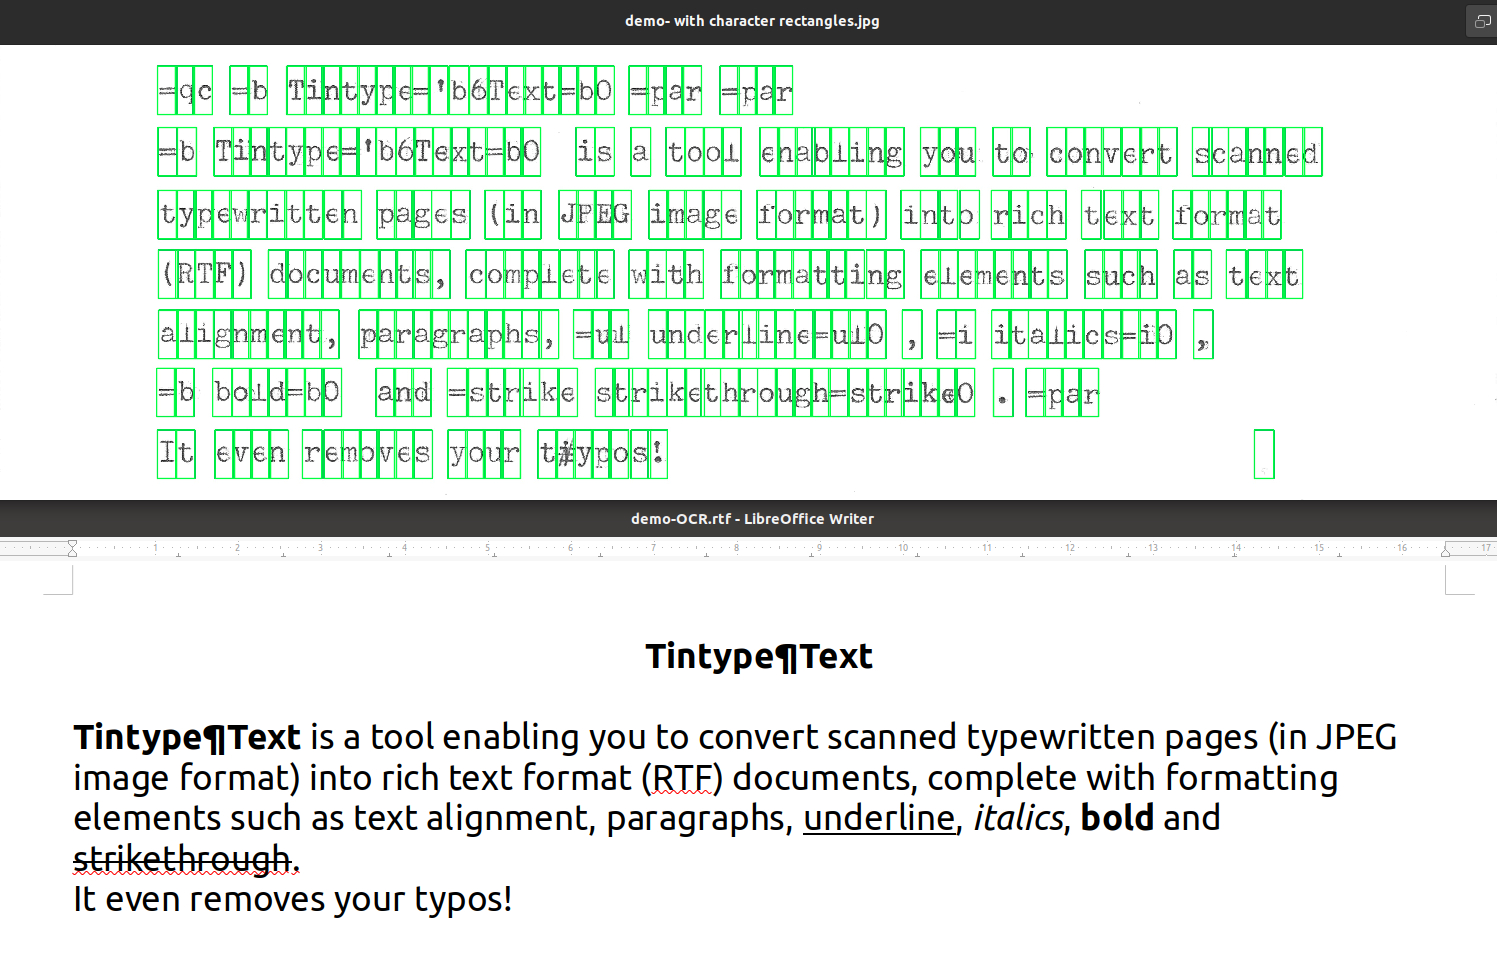 demo- with character rectangles.jpg
=qc =b Tintype='b6Text=b0 =par =par
=b Tintype='b6Text=b0 is a tool enabling you to convert scanned
typewritten pages (in JPEG image format) into rich text format
(RTF) documents, complete with formatting elements such as text
alignment, paragraphs, =ul underline=ul0 , =i italics=i0 ,
=b bold=b0 and =strike strikethrough=strike0 . =par
It even removes your t#ypos!
demo-OCR.rtf - LibreOffice Writer
1 2 3 4 5 6 7 8 9 10 11 12 13 14 15 16 17
Tintype¶Text
Tintype¶Text is a tool enabling you to convert scanned typewritten pages (in JPEG
image format) into rich text format (RTF) documents, complete with formatting
elements such as text alignment, paragraphs, underline, italics, bold and
strikethrough.
It even removes your typos!